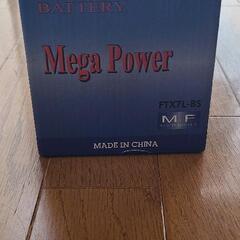 BATTERY
Mega Power
FTX7L-BS
MF
MADE IN CHINA